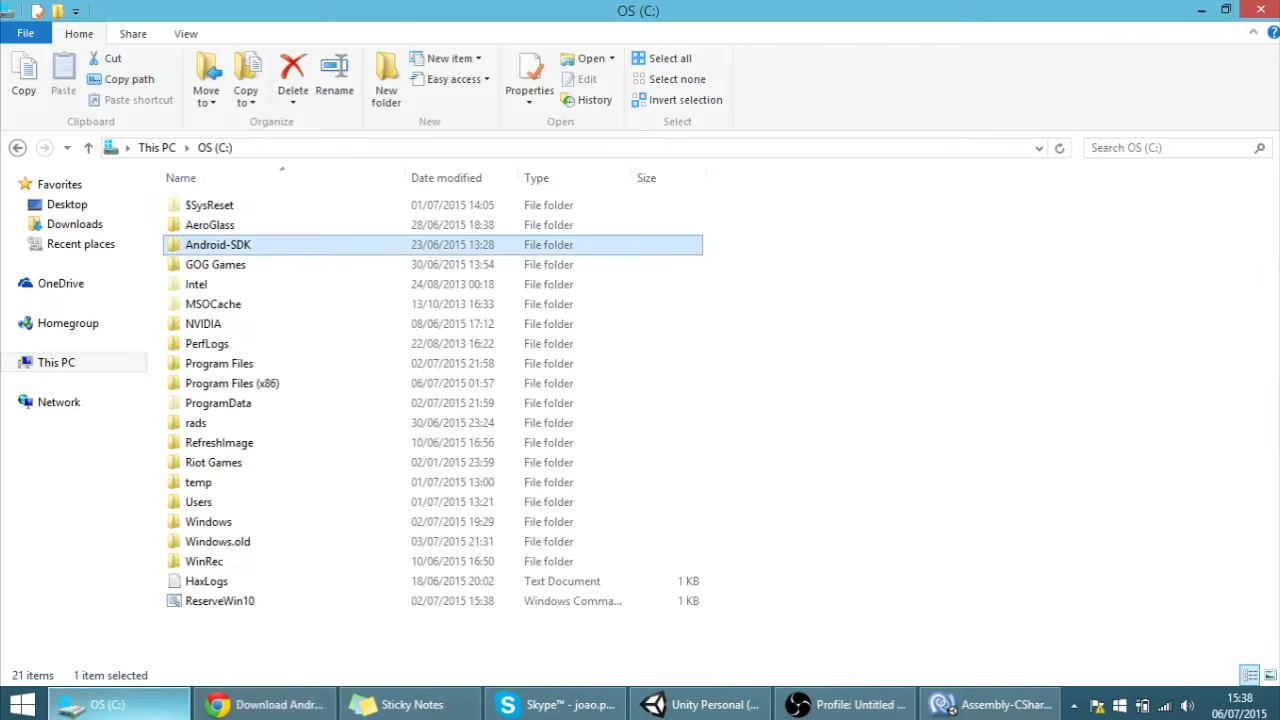 OS (C:)
File Home Share View
Copy Paste Cut Copy path Paste shortcut Move to Copy to Delete Rename New folder New item Easy access Properties Open Edit History Select all Select none Invert selection
Clipboard Organize New Open Select
This PC OS (C:) Search OS (C:)
Name Date modified Type Size
Favorites
Desktop
Downloads
Recent places
OneDrive
Homegroup
This PC
Network
$SysReset 01/07/2015 14:05 File folder
AeroGlass 28/06/2015 18:38 File folder
Android-SDK 23/06/2015 13:28 File folder
GOG Games 30/06/2015 13:54 File folder
Intel 24/08/2013 00:18 File folder
MSOCache 13/10/2013 16:33 File folder
NVIDIA 08/06/2015 17:12 File folder
PerfLogs 22/08/2013 16:22 File folder
Program Files 02/07/2015 21:58 File folder
Program Files (x86) 06/07/2015 01:57 File folder
ProgramData 02/07/2015 21:59 File folder
rads 30/06/2015 23:24 File folder
RefreshImage 10/06/2015 16:56 File folder
Riot Games 02/01/2015 23:59 File folder
temp 01/07/2015 13:00 File folder
Users 01/07/2015 13:21 File folder
Windows 02/07/2015 19:29 File folder
Windows.old 03/07/2015 21:31 File folder
WinRec 10/06/2015 16:50 File folder
HaxLogs 18/06/2015 20:02 Text Document 1 KB
ReserveWin10 02/07/2015 15:38 Windows Comma... 1 KB
21 items 1 item selected
OS (C:) Download Andr... Sticky Notes Skype™ - joao.p... Unity Personal (... Profile: Untitled ... Assembly-CShar... 15:38
06/07/2015